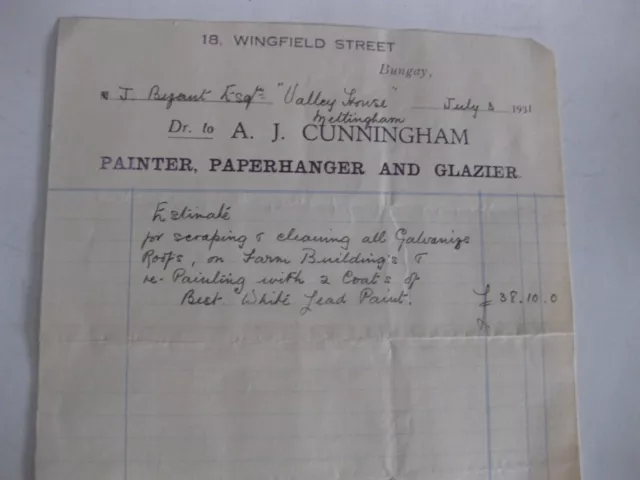 18, WINGFIELD STREET
Bungay,
J. Bezant Esqre "Valley House" July 3 1931
Mettingham
Dr. to A. J. CUNNINGHAM
PAINTER, PAPERHANGER AND GLAZIER
Estimate
for scraping & cleaning all Galvanize
Roofs, on Farm Building's &
re-Painting with 2 Coat's of
Best White Lead Paint. £ 38.10.0